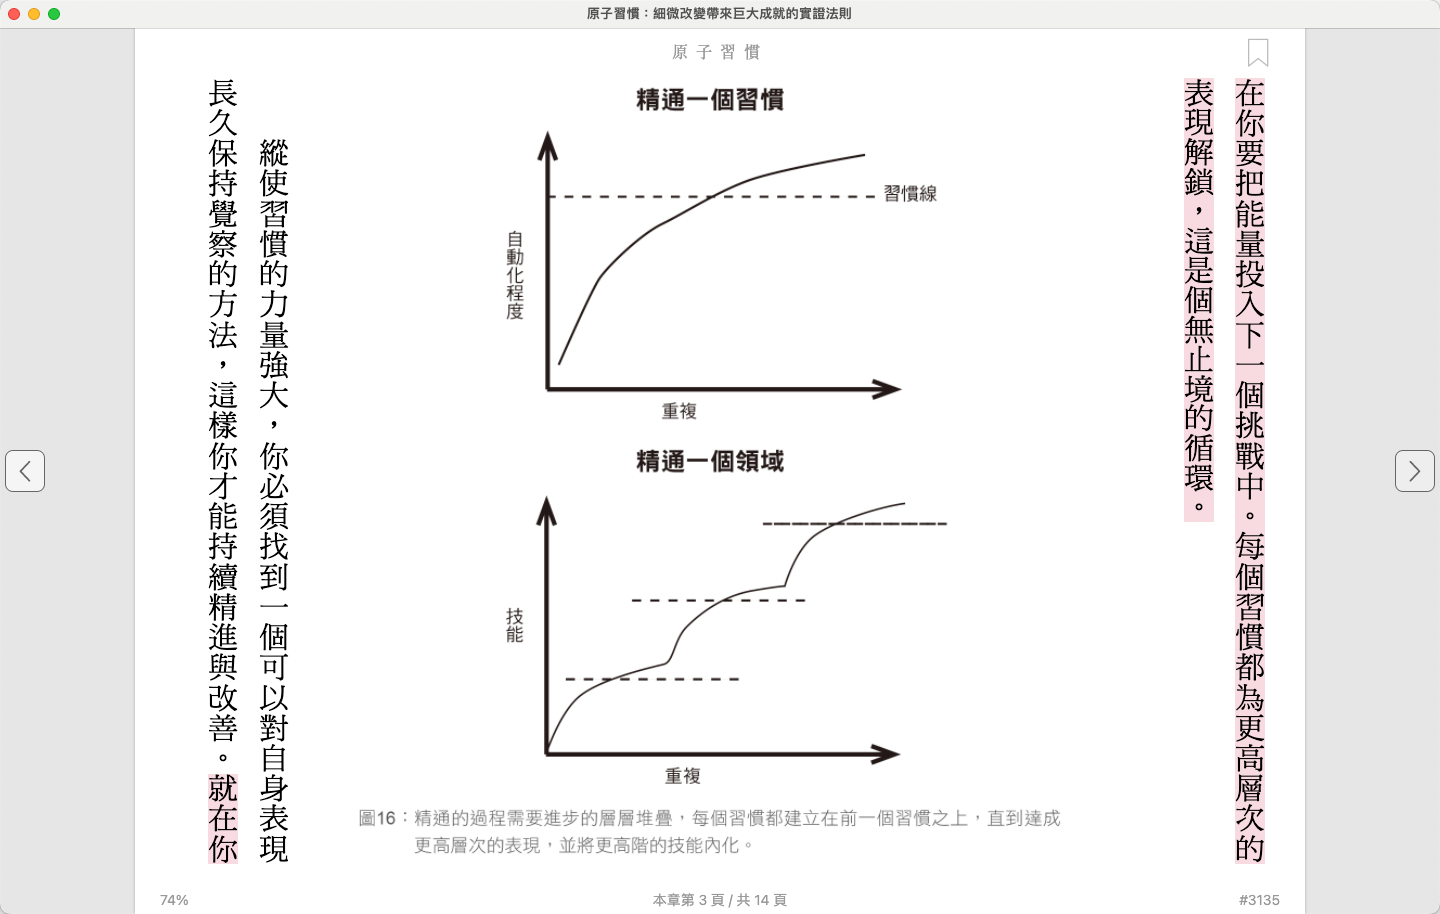 原子習慣：細微改變帶來巨大成就的實證法則
原子習慣
在你要把能量投入下一個挑戰中。每個習慣都為更高層次的
表現解鎖，這是個無止境的循環。
精通一個習慣
習慣線
自動化程度
重複
精通一個領域
技能
重複
圖16：精通的過程需要進步的層層堆疊，每個習慣都建立在前一個習慣之上，直到達成
更高層次的表現，並將更高階的技能內化。
縱使習慣的力量強大，你必須找到一個可以對自身表現
長久保持覺察的方法，這樣你才能持續精進與改善。就在你
74%
本章第 3 頁 / 共 14 頁
#3135